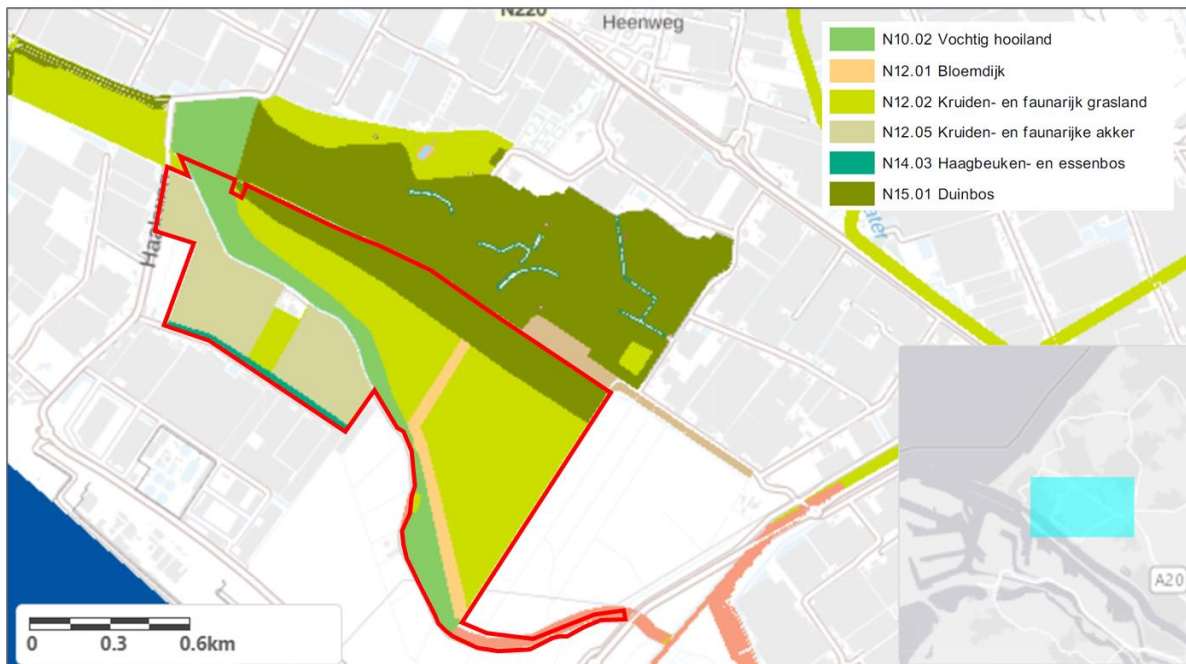 N220
Heenweg
N10.02 Vochtig hooiland
N12.01 Bloemdijk
N12.02 Kruiden- en faunarijk grasland
N12.05 Kruiden- en faunarijke akker
N14.03 Haagbeuken- en essenbos
N15.01 Duinbos
A20
0 0.3 0.6km